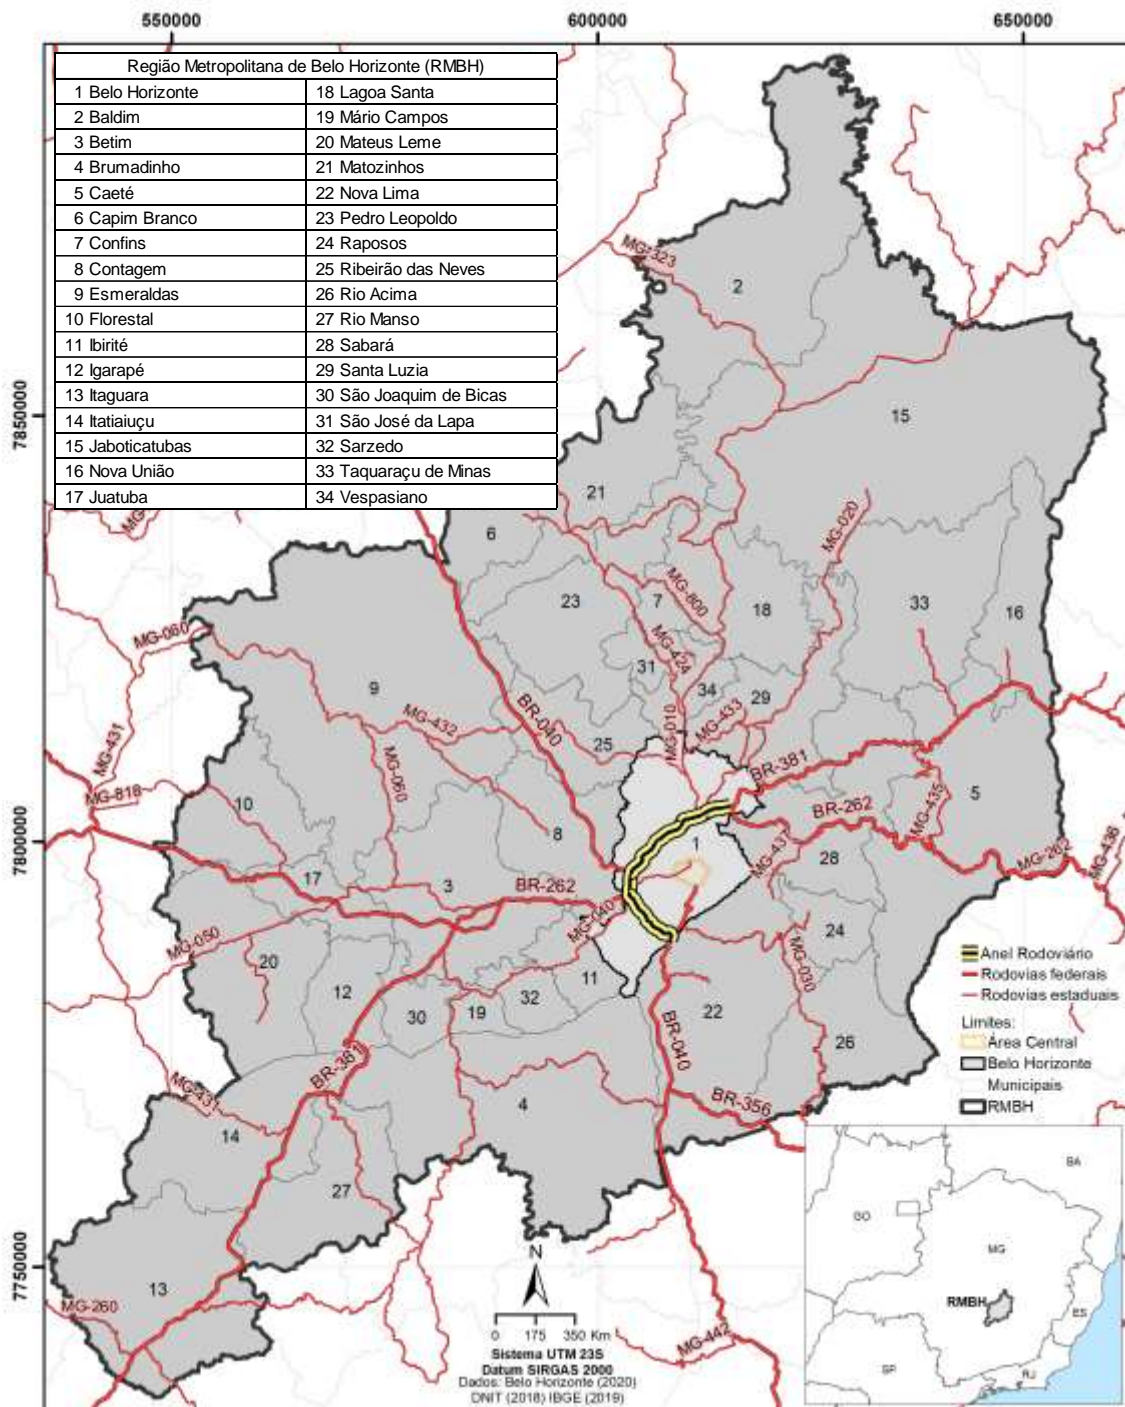 550000 600000 650000
Região Metropolitana de Belo Horizonte (RMBH)
1 Belo Horizonte 18 Lagoa Santa
2 Baldim 19 Mário Campos
3 Betim 20 Mateus Leme
4 Brumadinho 21 Matozinhos
5 Caeté 22 Nova Lima
6 Capim Branco 23 Pedro Leopoldo
7 Confins 24 Raposos
8 Contagem 25 Ribeirão das Neves
9 Esmeraldas 26 Rio Acima
10 Florestal 27 Rio Manso
11 Ibirité 28 Sabará
12 Igarapé 29 Santa Luzia
13 Itaguara 30 São Joaquim de Bicas
14 Itatiaiuçu 31 São José da Lapa
15 Jaboticatubas 32 Sarzedo
16 Nova União 33 Taquaraçu de Minas
17 Juatuba 34 Vespasiano
MG-323
2
7850000
15
21
MG-
6
MG-020
23
7
MG-800
18
33
16
MG-060
MG-424
31
34
29
9
MG-432
BR-040
MG-010
MG-433
25
MG-431
MG-060
BR-381
MG-818
10
8
BR-262
MG-435
5
7800000
1
MG-437
28
MG-262
MG-436
17
3
BR-262
MG-040
MG-050
20
24
MG-030
12
11
32
30
19
22
BR-040
26
BR-381
BR-356
MG-431
4
14
27
7750000
13
MG-260
MG-442
Anel Rodoviário
Rodovias federais
Rodovias estaduais
Limites:
Área Central
Belo Horizonte
Municipais
RMBH
BA
GO
MG
RMBH
ES
SP
RJ
N
0 175 350 Km
Sistema UTM 23S
Datum SIRGAS 2000
Dados: Belo Horizonte (2020)
DNIT (2018) IBGE (2019)